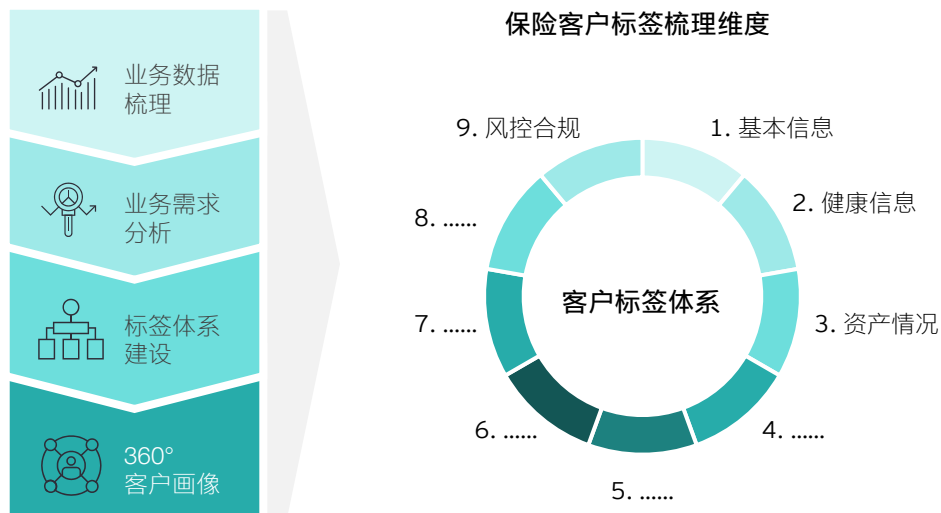 业务数据
梳理
业务需求
分析
标签体系
建设
360°
客户画像
保险客户标签梳理维度
1. 基本信息
2. 健康信息
3. 资产情况
4. ......
5. ......
6. ......
7. ......
8. ......
9. 风控合规
客户标签体系